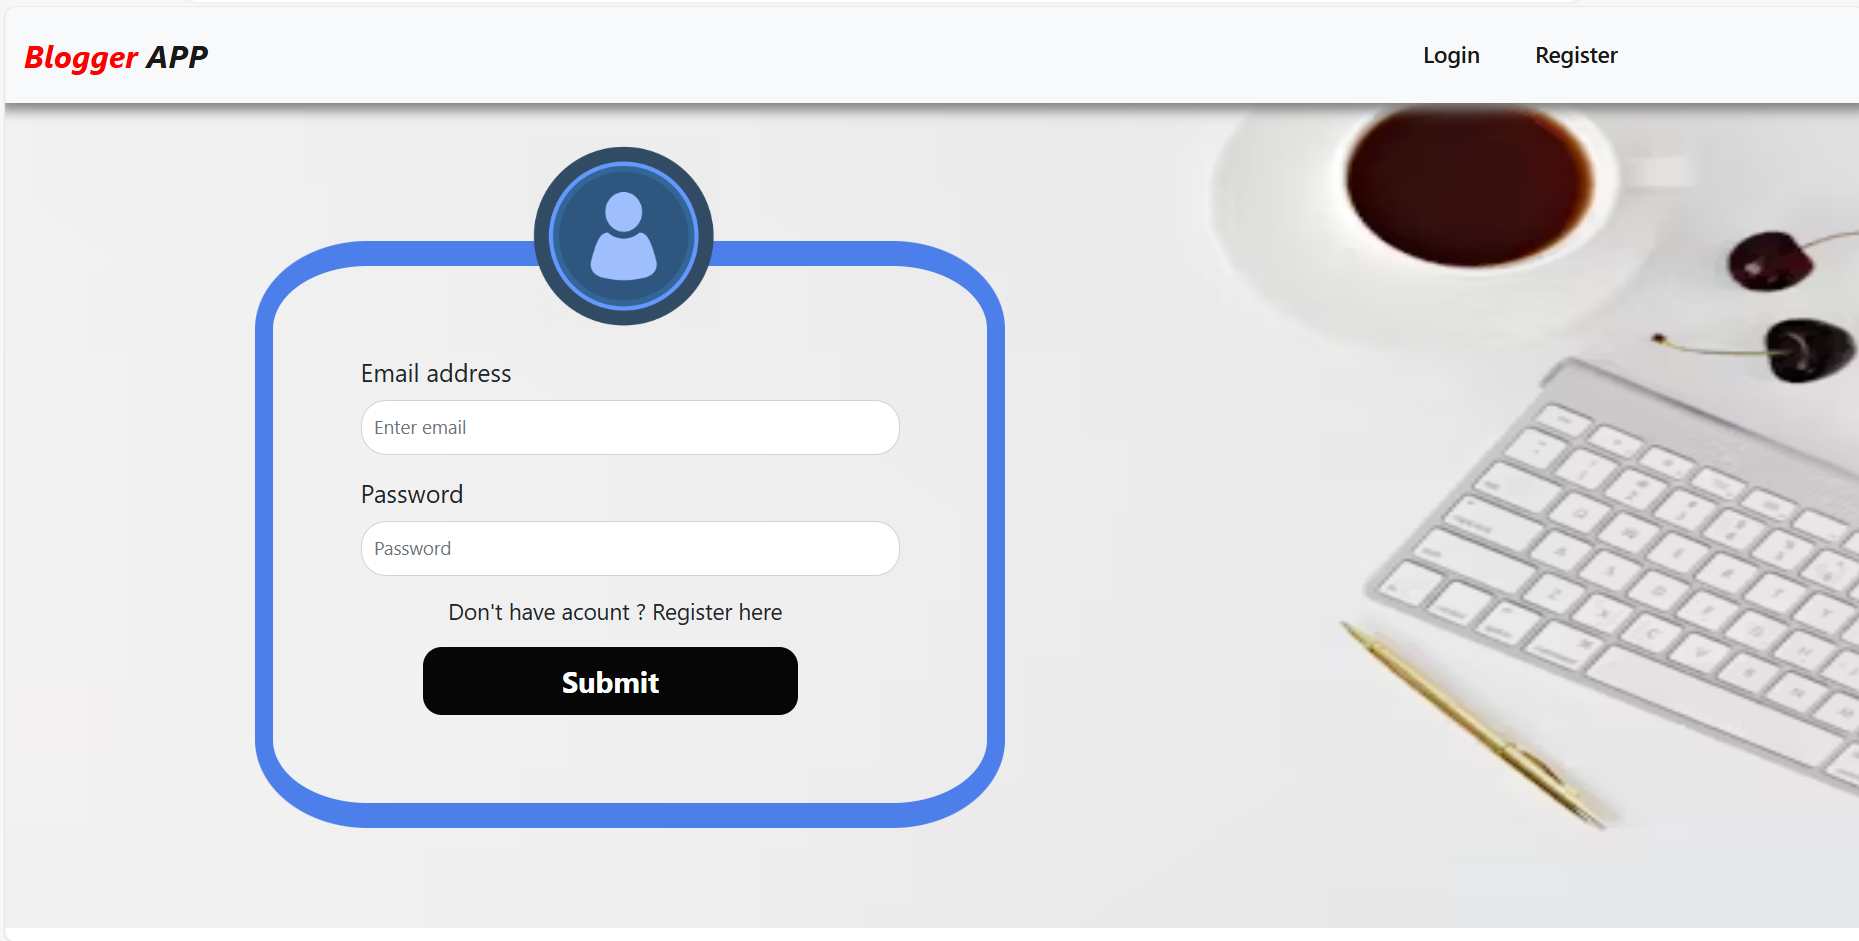 Blogger APP
Login
Register
Email address
Enter email
Password
Password
Don't have acount ? Register here
Submit